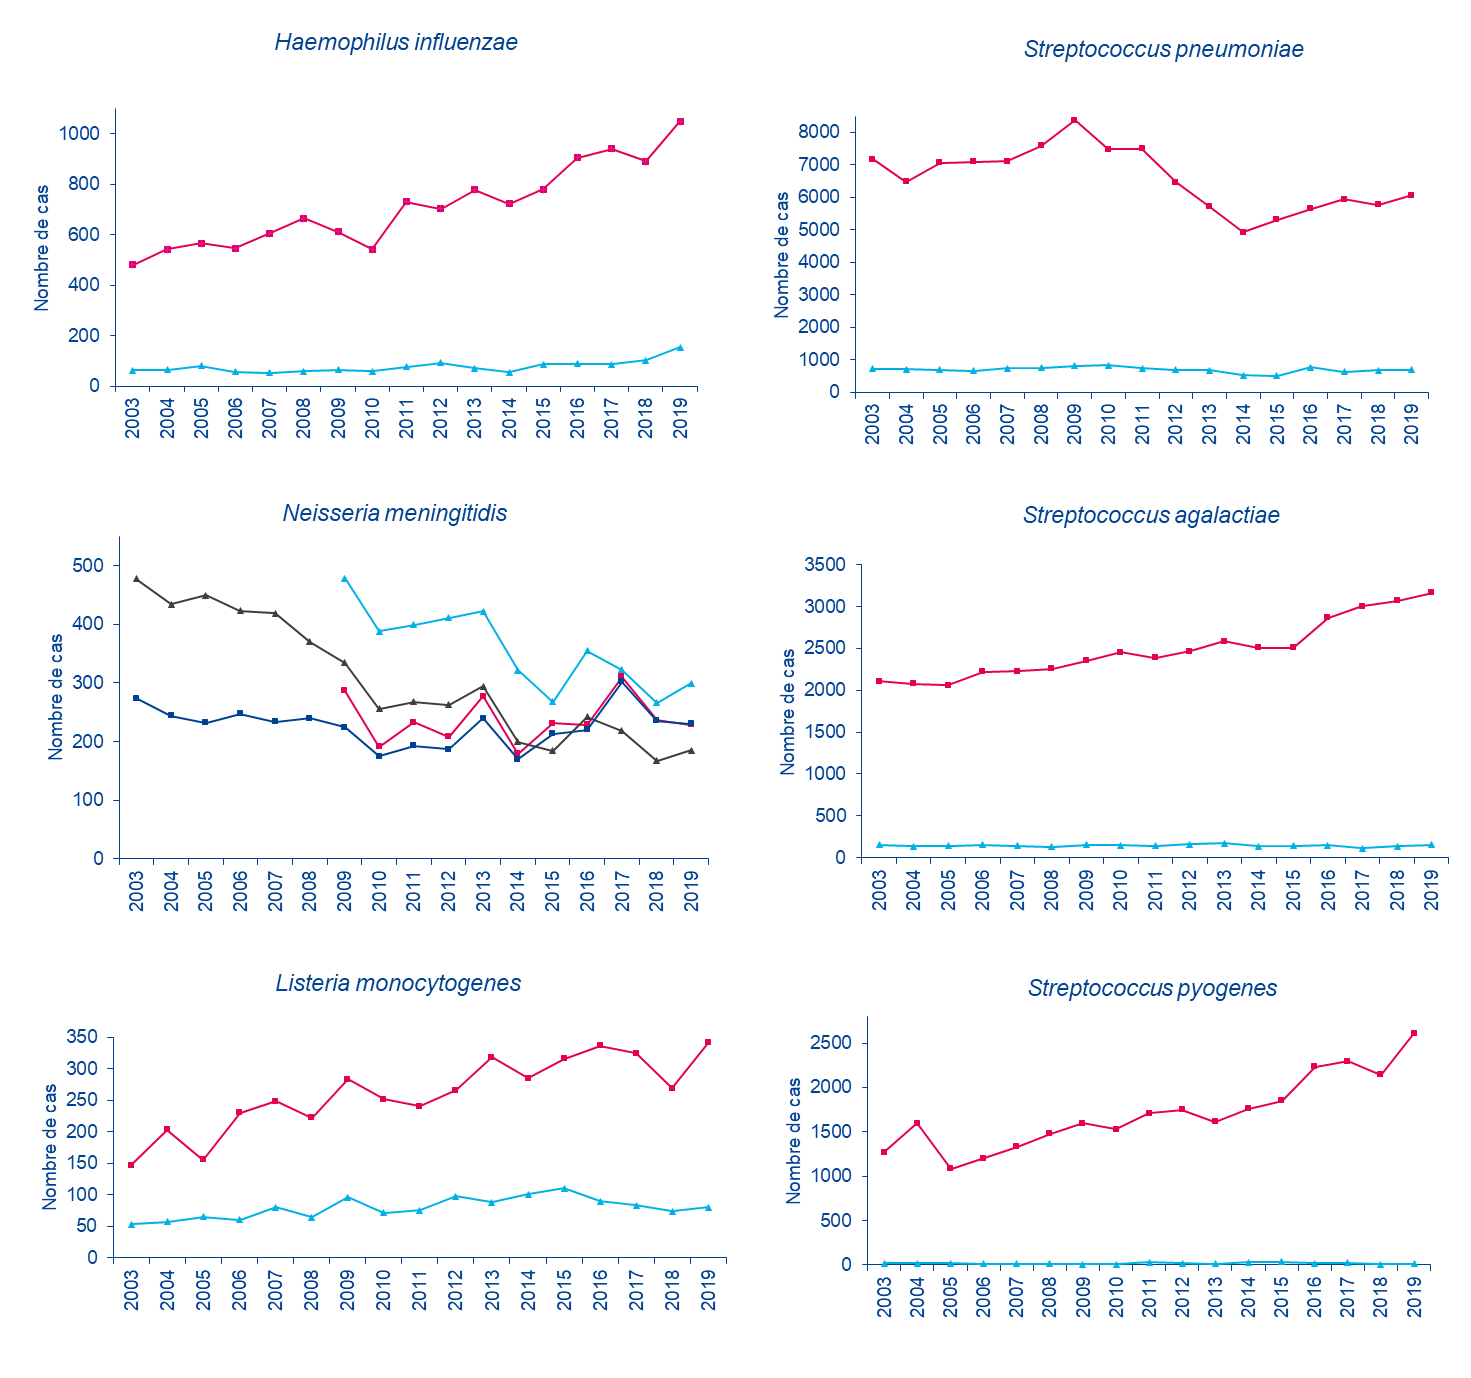 Haemophilus influenzae
Nombre de cas
1000
800
600
400
200
0
2003 2004 2005 2006 2007 2008 2009 2010 2011 2012 2013 2014 2015 2016 2017 2018 2019
Streptococcus pneumoniae
Nombre de cas
8000
7000
6000
5000
4000
3000
2000
1000
0
2003 2004 2005 2006 2007 2008 2009 2010 2011 2012 2013 2014 2015 2016 2017 2018 2019
Neisseria meningitidis
Nombre de cas
500
400
300
200
100
0
2003 2004 2005 2006 2007 2008 2009 2010 2011 2012 2013 2014 2015 2016 2017 2018 2019
Streptococcus agalactiae
Nombre de cas
3500
3000
2500
2000
1500
1000
500
0
2003 2004 2005 2006 2007 2008 2009 2010 2011 2012 2013 2014 2015 2016 2017 2018 2019
Listeria monocytogenes
Nombre de cas
350
300
250
200
150
100
50
0
2003 2004 2005 2006 2007 2008 2009 2010 2011 2012 2013 2014 2015 2016 2017 2018 2019
Streptococcus pyogenes
Nombre de cas
2500
2000
1500
1000
500
0
2003 2004 2005 2006 2007 2008 2009 2010 2011 2012 2013 2014 2015 2016 2017 2018 2019